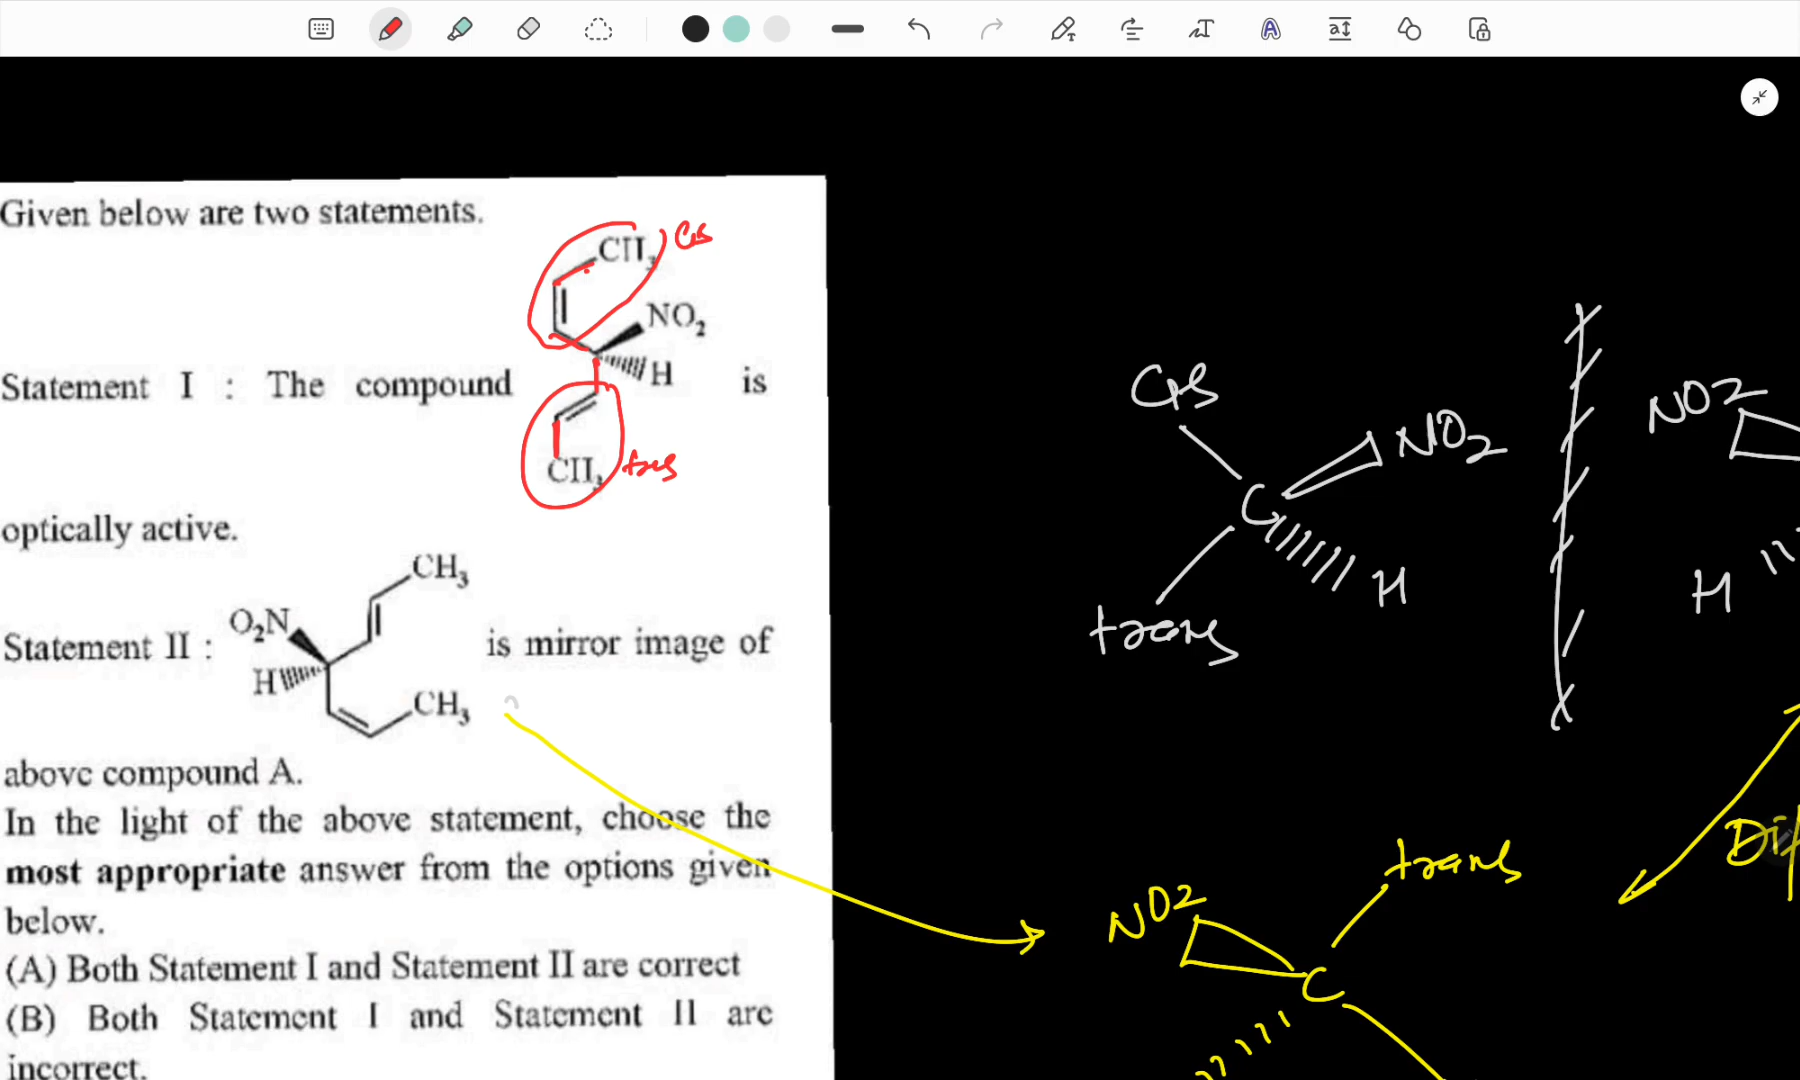 Given below are two statements.
CH₃ Cis
NO₂
Statement I : The compound H is
CH₃ trans
optically active.
CH₃
O₂N
Statement II : is mirror image of
H
CH₃
above compound A.
In the light of the above statement, choose the
most appropriate answer from the options given
below.
(A) Both Statement I and Statement II are correct
(B) Both Statement I and Statement II are
incorrect.
Cis
NO₂
C
H
trans
NO2
H
trans
NO2
C